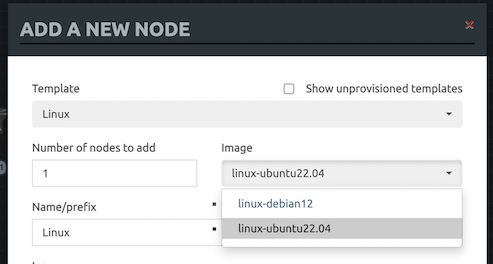 ADD A NEW NODE
Template
Show unprovisioned templates
Linux
Number of nodes to add
Image
1
linux-ubuntu22.04
linux-debian12
linux-ubuntu22.04
Name/prefix
Linux